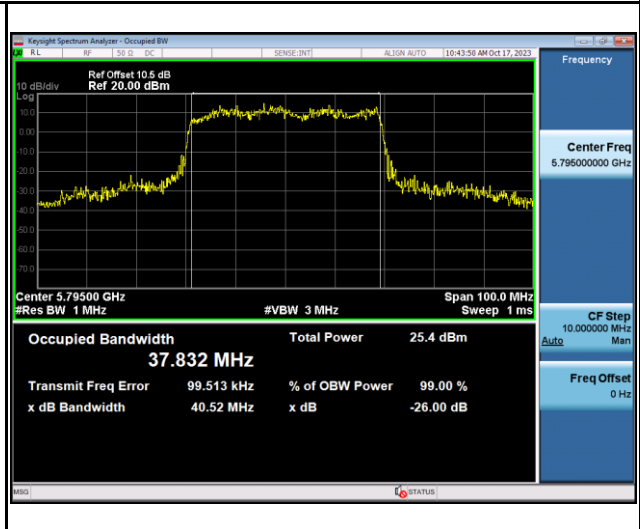 Keysight Spectrum Analyzer - Occupied BW
RL RF 50 Ω DC SENSE:INT ALIGN AUTO 10:43:50 AM Oct 17, 2023
Frequency
Ref Offset 10.5 dB
10 dB/div Ref 20.00 dBm
Log
10.0
0.00
-10.0
-20.0
-30.0
-40.0
-50.0
-60.0
-70.0
Center Freq
5.795000000 GHz
Center 5.79500 GHz Span 100.0 MHz
#Res BW 1 MHz #VBW 3 MHz Sweep 1 ms
CF Step
10.000000 MHz
Auto Man
Occupied Bandwidth Total Power 25.4 dBm
37.832 MHz
Transmit Freq Error 99.513 kHz % of OBW Power 99.00 %
x dB Bandwidth 40.52 MHz x dB -26.00 dB
Freq Offset
0 Hz
MSG STATUS